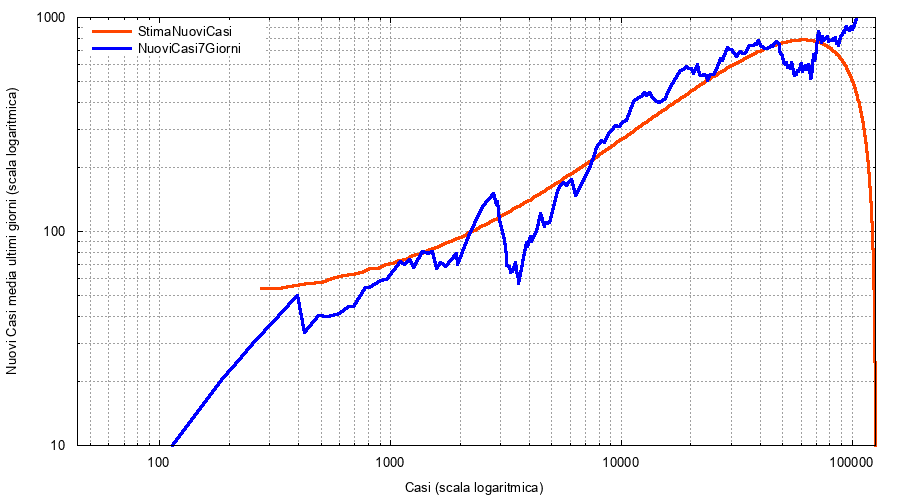 1000
StimaNuoviCasi
NuoviCasi7Giorni
Nuovi Casi media ultimi giorni (scala logaritmica)
100
10
100
1000
10000
100000
Casi (scala logaritmica)